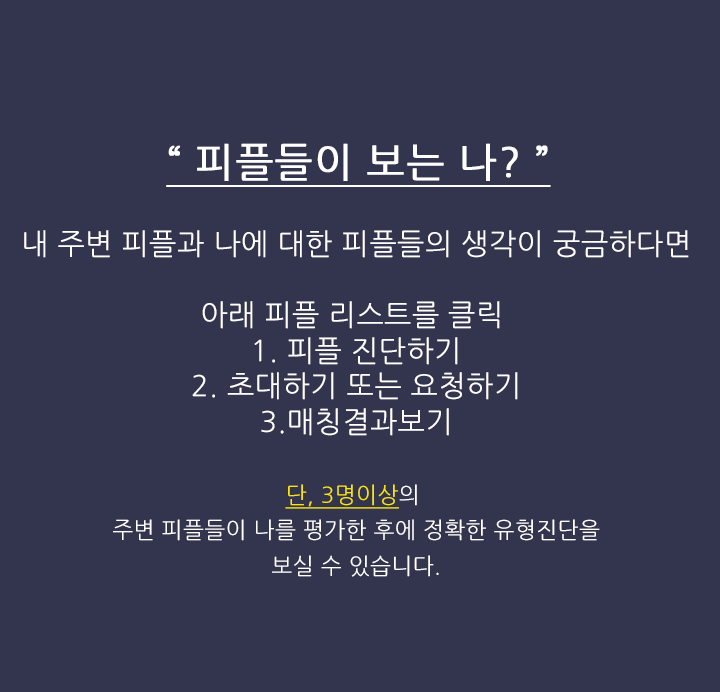 “ 피플들이 보는 나? ”
내 주변 피플과 나에 대한 피플들의 생각이 궁금하다면
아래 피플 리스트를 클릭
1. 피플 진단하기
2. 초대하기 또는 요청하기
3.매칭결과보기
단, 3명이상의
주변 피플들이 나를 평가한 후에 정확한 유형진단을
보실 수 있습니다.